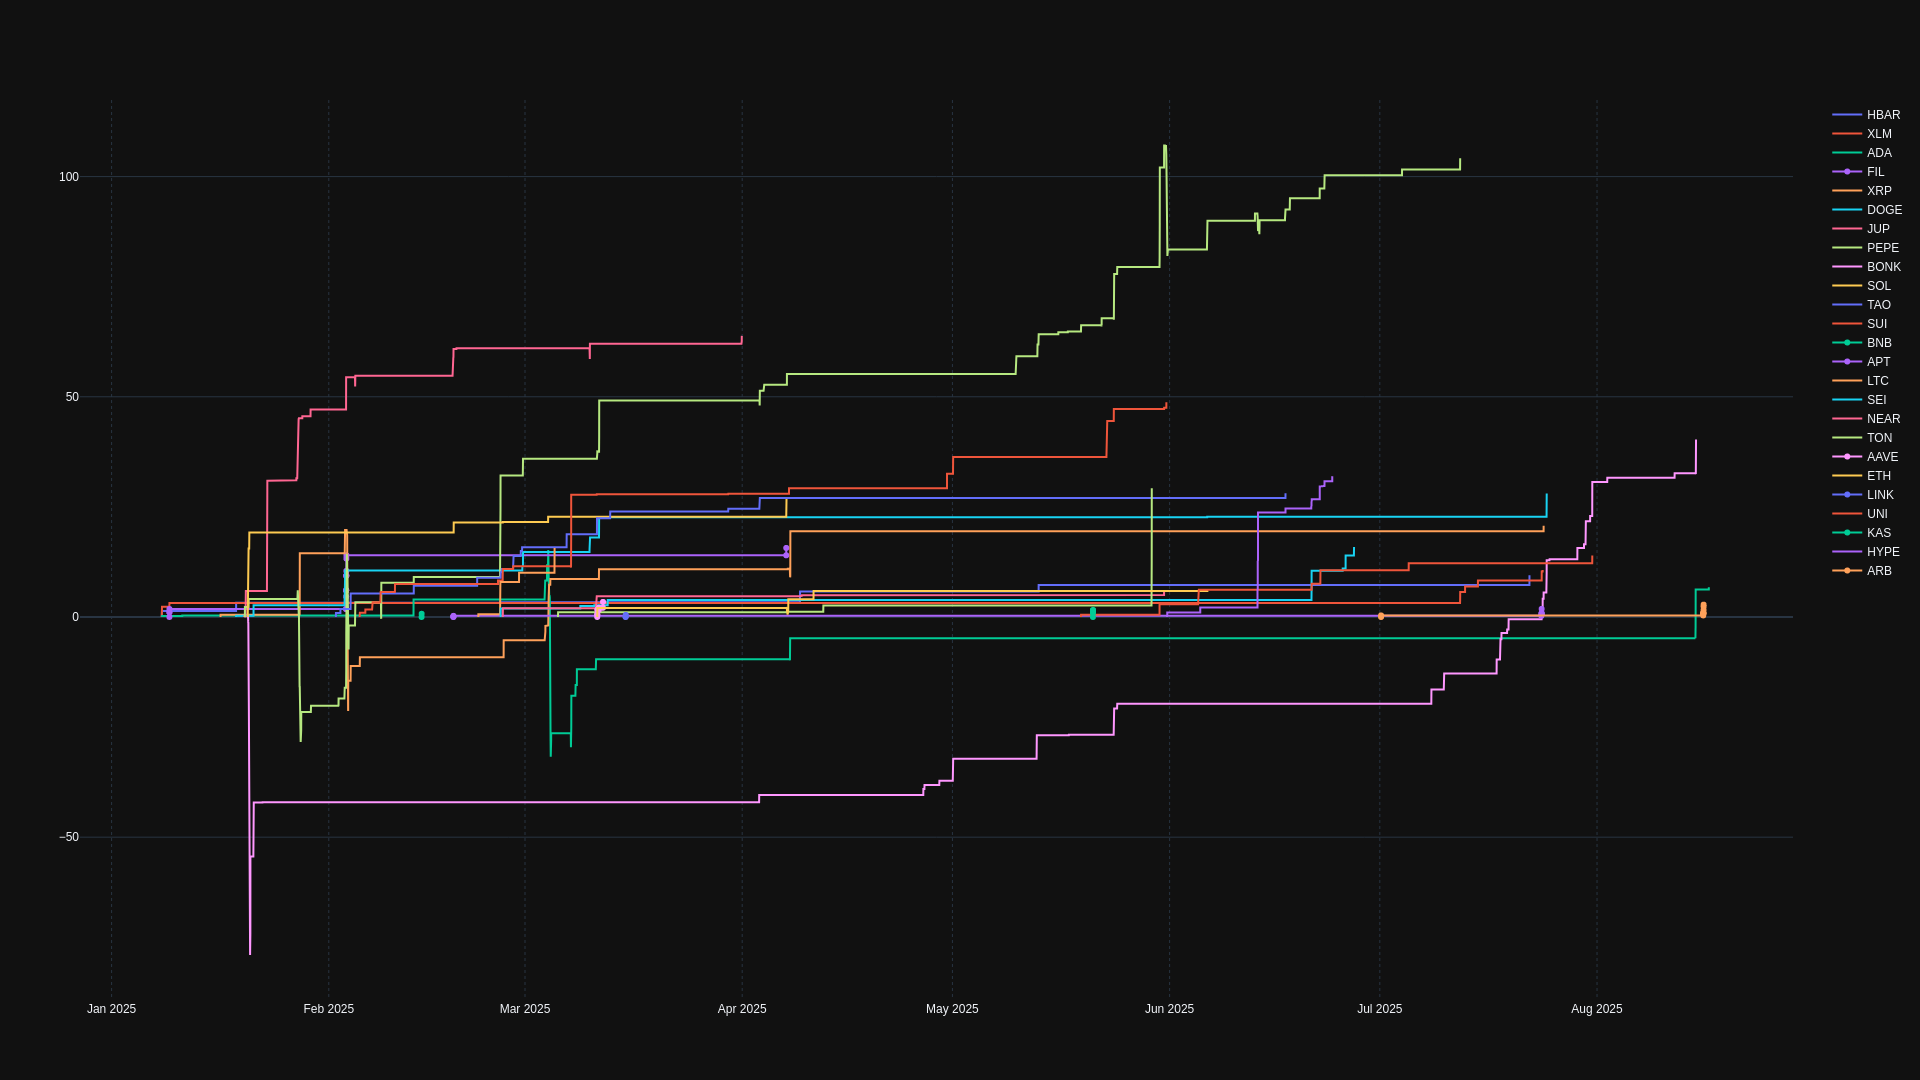 100
50
0
−50
Jan 2025
Feb 2025
Mar 2025
Apr 2025
May 2025
Jun 2025
Jul 2025
Aug 2025
HBAR
XLM
ADA
FIL
XRP
DOGE
JUP
PEPE
BONK
SOL
TAO
SUI
BNB
APT
LTC
SEI
NEAR
TON
AAVE
ETH
LINK
UNI
KAS
HYPE
ARB